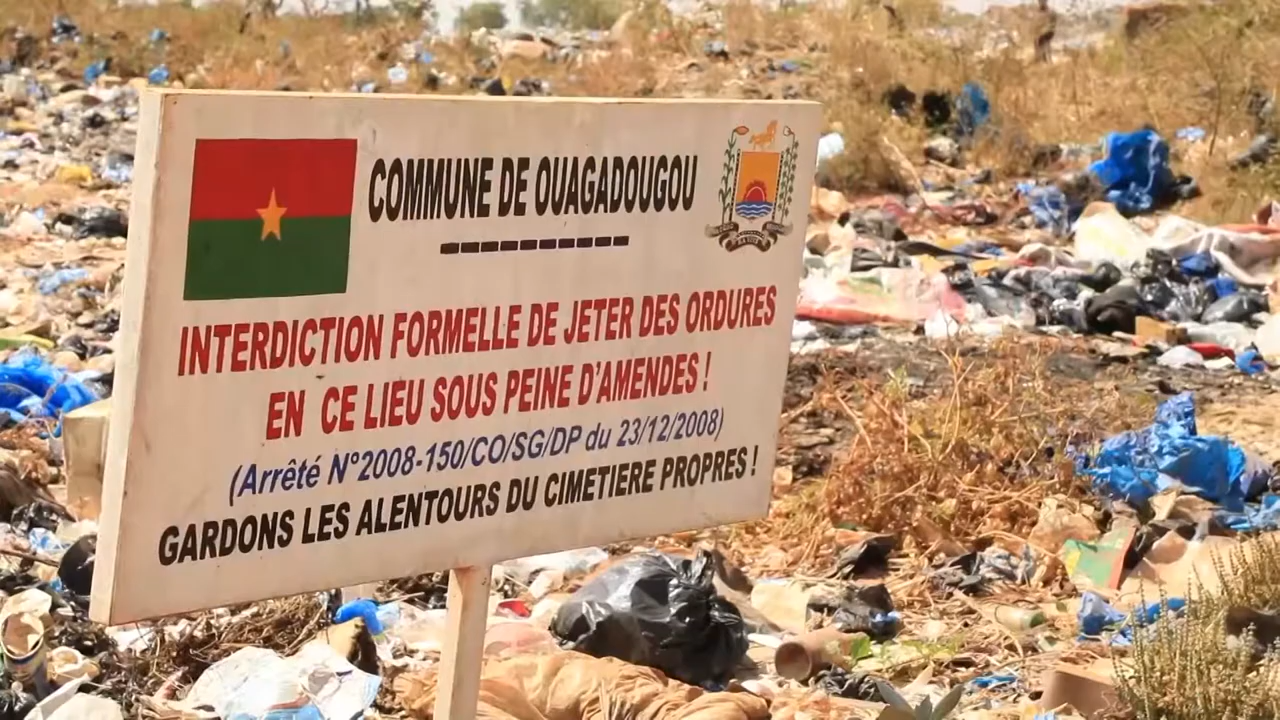 COMMUNE DE OUAGADOUGOU
INTERDICTION FORMELLE DE JETER DES ORDURES
EN CE LIEU SOUS PEINE D'AMENDES !
(Arrêté N°2008-150/CO/SG/DP du 23/12/2008)
GARDONS LES ALENTOURS DU CIMETIERE PROPRES !